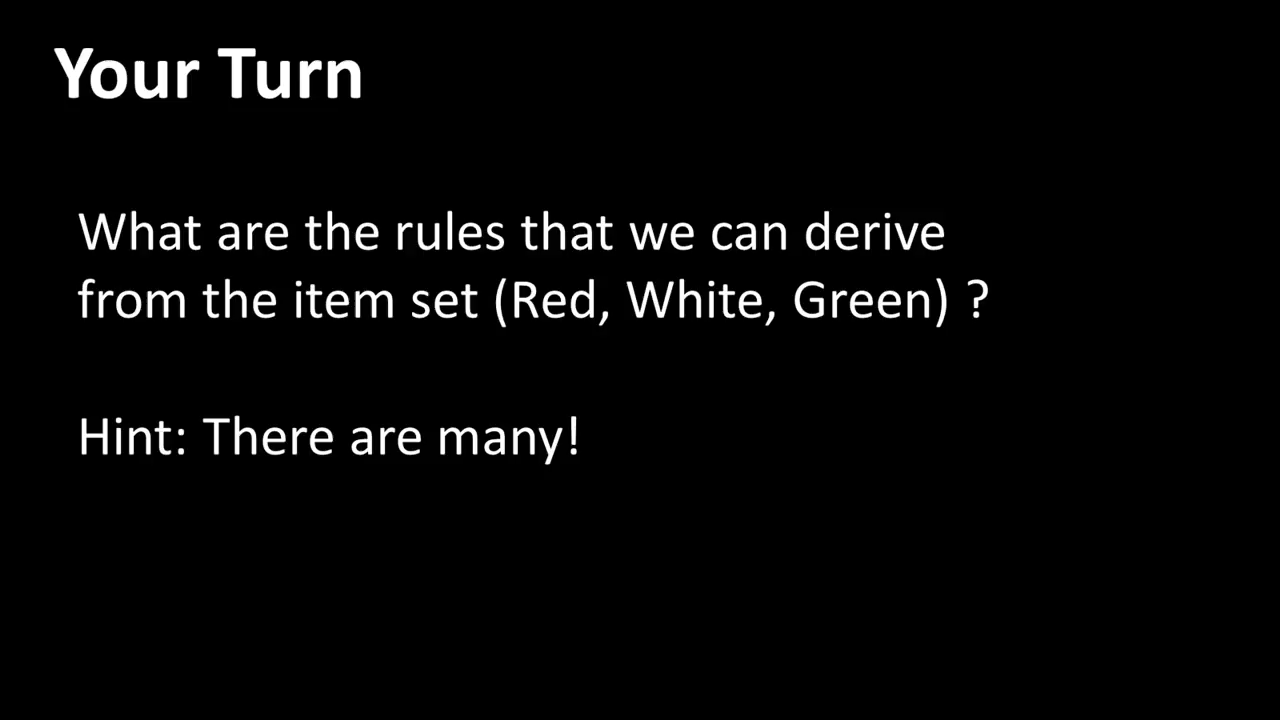 Your Turn
What are the rules that we can derive
from the item set (Red, White, Green) ?
Hint: There are many!